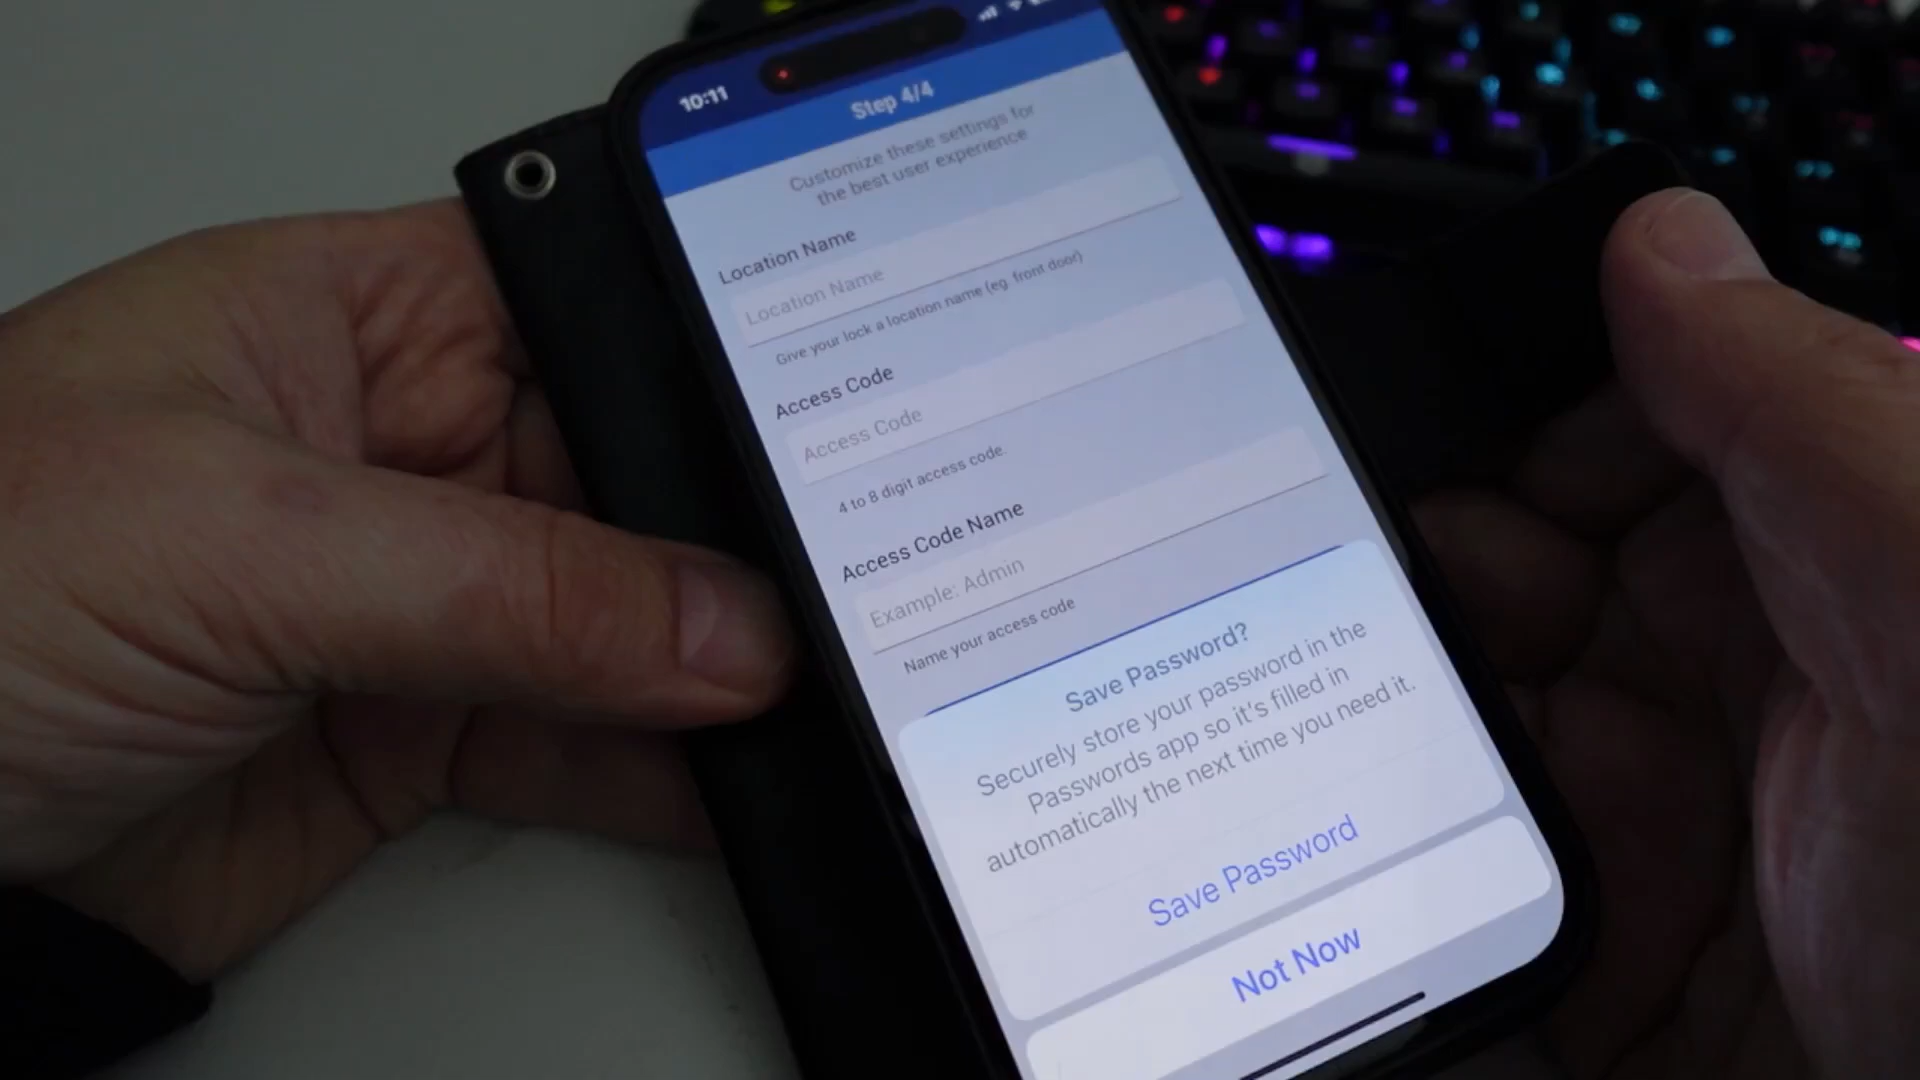 10:11
Step 4/4
Customize these settings for
the best user experience
Location Name
Location Name
Give your lock a location name (eg. front door)
Access Code
Access Code
4 to 8 digit access code.
Access Code Name
Example: Admin
Name your access code
Save Password?
Securely store your password in the
Passwords app so it's filled in
automatically the next time you need it.
Save Password
Not Now